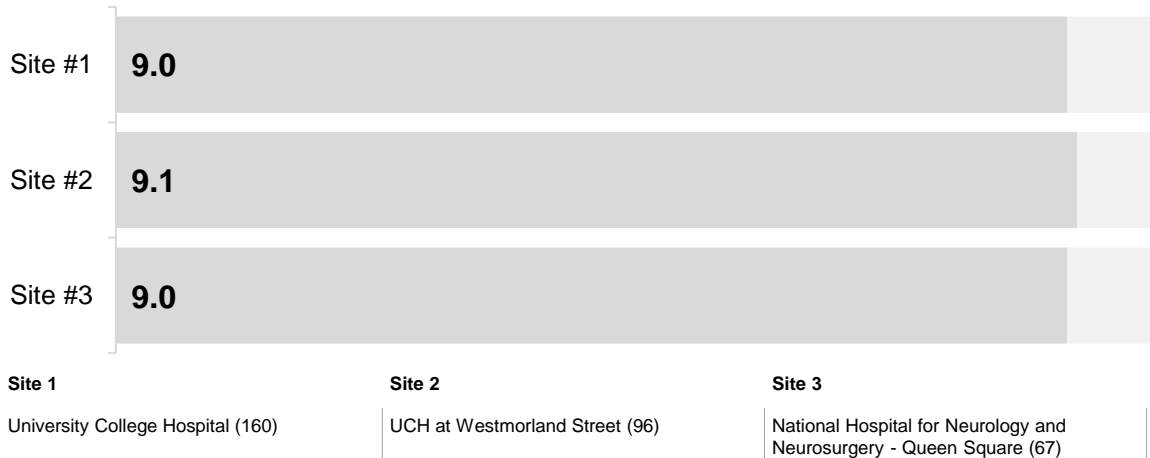 Site #1 9.0
Site #2 9.1
Site #3 9.0
Site 1 Site 2 Site 3
University College Hospital (160) UCH at Westmorland Street (96) National Hospital for Neurology and
Neurosurgery - Queen Square (67)